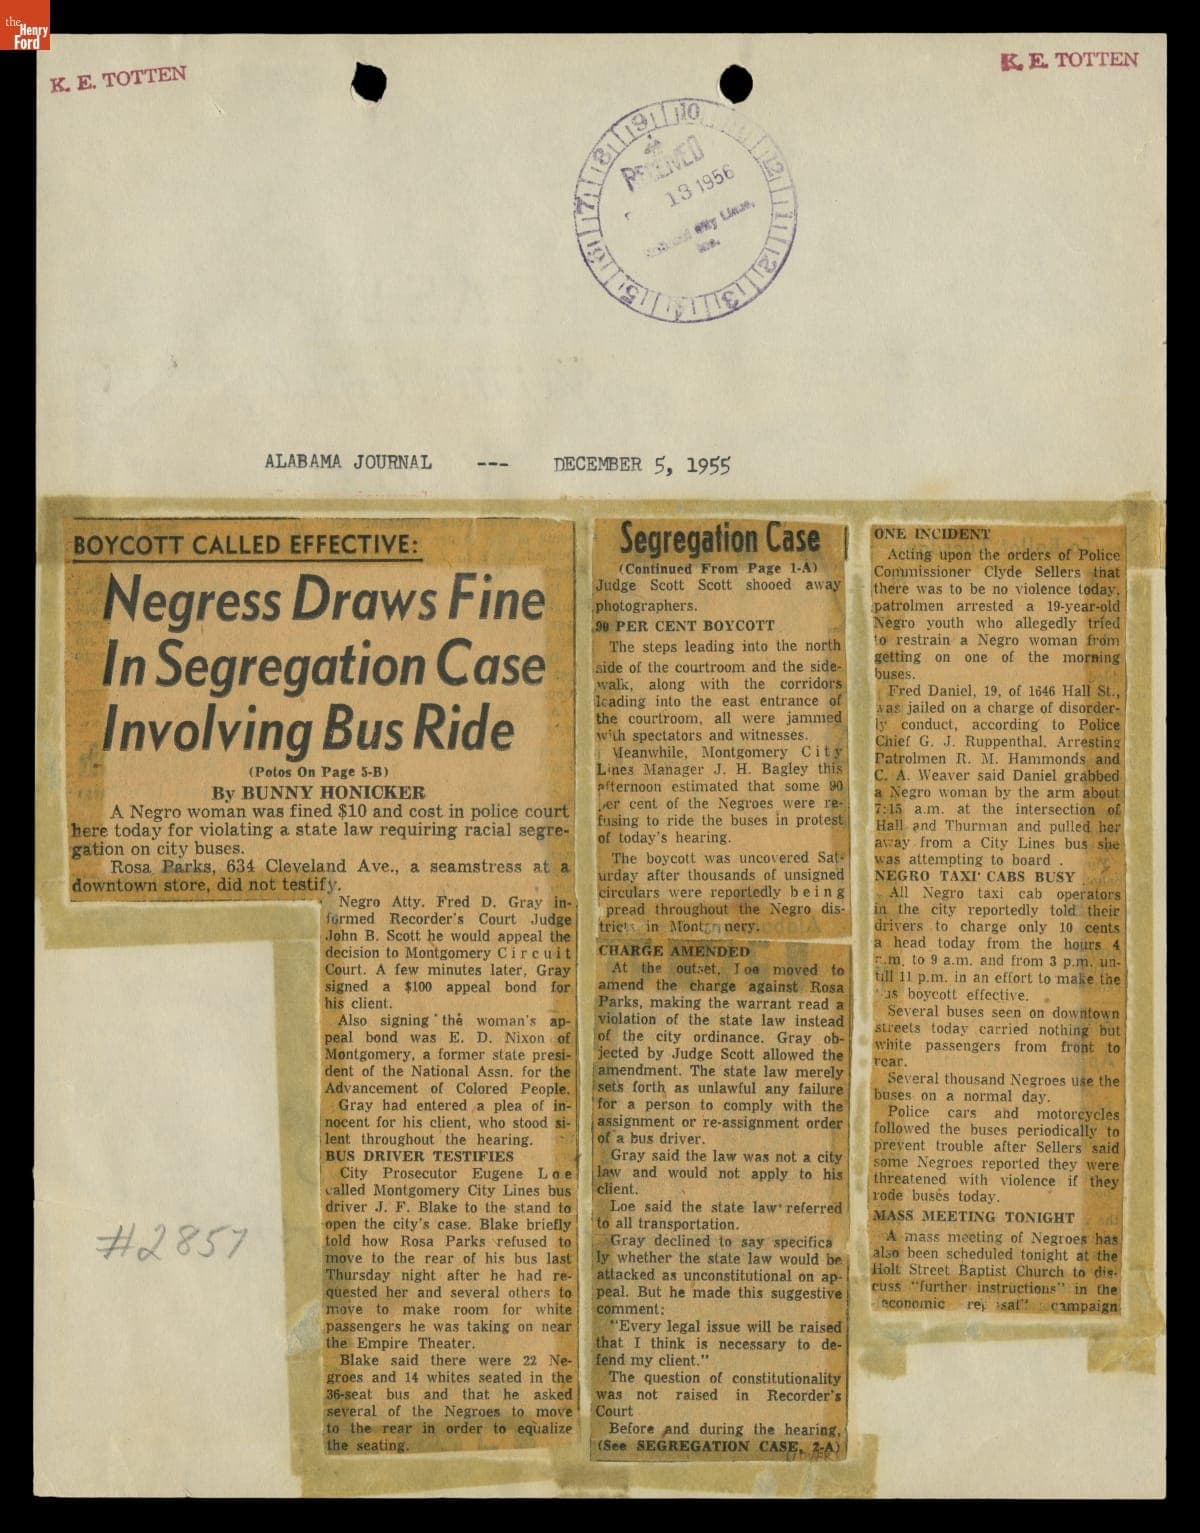 the
Henry
Ford
K. E. TOTTEN
K. E. TOTTEN
9 10 11 12 1 2 3 4 5 6 7 8
RECEIVED
13 1956
City Lines,
Inc.
ALABAMA JOURNAL --- DECEMBER 5, 1955
BOYCOTT CALLED EFFECTIVE:
Negress Draws Fine
In Segregation Case
Involving Bus Ride
(Potos On Page 5-B)
By BUNNY HONICKER
A Negro woman was fined $10 and cost in police court
here today for violating a state law requiring racial segre-
gation on city buses.
Rosa Parks, 634 Cleveland Ave., a seamstress at a
downtown store, did not testify.
Negro Atty. Fred D. Gray in-
formed Recorder's Court Judge
John B. Scott he would appeal the
decision to Montgomery Circuit
Court. A few minutes later, Gray
signed a $100 appeal bond for
his client.
Also signing the woman's ap-
peal bond was E. D. Nixon of
Montgomery, a former state presi-
dent of the National Assn. for the
Advancement of Colored People.
Gray had entered a plea of in-
nocent for his client, who stood si-
lent throughout the hearing.
BUS DRIVER TESTIFIES
City Prosecutor Eugene Loe
called Montgomery City Lines bus
driver J. F. Blake to the stand to
open the city's case. Blake briefly
told how Rosa Parks refused to
move to the rear of his bus last
Thursday night after he had re-
quested her and several others to
move to make room for white
passengers he was taking on near
the Empire Theater.
Blake said there were 22 Ne-
groes and 14 whites seated in the
36-seat bus and that he asked
several of the Negroes to move
to the rear in order to equalize
the seating.
#2857
Segregation Case
(Continued From Page 1-A)
Judge Scott Scott shooed away
photographers.
90 PER CENT BOYCOTT
The steps leading into the north
side of the courtroom and the side-
walk, along with the corridors
leading into the east entrance of
the courtroom, all were jammed
with spectators and witnesses.
Meanwhile, Montgomery City
Lines Manager J. H. Bagley this
afternoon estimated that some 90
per cent of the Negroes were re-
fusing to ride the buses in protest
of today's hearing.
The boycott was uncovered Sat-
urday after thousands of unsigned
circulars were reportedly being
spread throughout the Negro dis-
tricts in Montgomery.
CHARGE AMENDED
At the outset, Loe moved to
amend the charge against Rosa
Parks, making the warrant read a
violation of the state law instead
of the city ordinance. Gray ob-
jected by Judge Scott allowed the
amendment. The state law merely
sets forth as unlawful any failure
for a person to comply with the
assignment or re-assignment order
of a bus driver.
Gray said the law was not a city
law and would not apply to his
client.
Loe said the state law referred
to all transportation.
Gray declined to say specifica
ly whether the state law would be
attacked as unconstitutional on ap-
peal. But he made this suggestive
comment:
"Every legal issue will be raised
that I think is necessary to de-
fend my client."
The question of constitutionality
was not raised in Recorder's
Court
Before and during the hearing,
(See SEGREGATION CASE, 2-A)
(OVER)
ONE INCIDENT
Acting upon the orders of Police
Commissioner Clyde Sellers that
there was to be no violence today,
patrolmen arrested a 19-year-old
Negro youth who allegedly tried
to restrain a Negro woman from
getting on one of the morning
buses.
Fred Daniel, 19, of 1646 Hall St.,
was jailed on a charge of disorder-
ly conduct, according to Police
Chief G. J. Ruppenthal. Arresting
Patrolmen R. M. Hammonds and
C. A. Weaver said Daniel grabbed
a Negro woman by the arm about
7:15 a.m. at the intersection of
Hall and Thurman and pulled her
away from a City Lines bus she
was attempting to board .
NEGRO TAXI CABS BUSY
All Negro taxi cab operators
in the city reportedly told their
drivers to charge only 10 cents
a head today from the hours 4
a.m. to 9 a.m. and from 3 p.m. un-
till 11 p.m. in an effort to make the
bus boycott effective.
Several buses seen on downtown
streets today carried nothing but
white passengers from front to
rear.
Several thousand Negroes use the
buses on a normal day.
Police cars and motorcycles
followed the buses periodically to
prevent trouble after Sellers said
some Negroes reported they were
threatened with violence if they
rode buses today.
MASS MEETING TONIGHT
A mass meeting of Negroes has
also been scheduled tonight at the
Holt Street Baptist Church to dis-
cuss "further instructions" in the
"economic reprisal" campaign